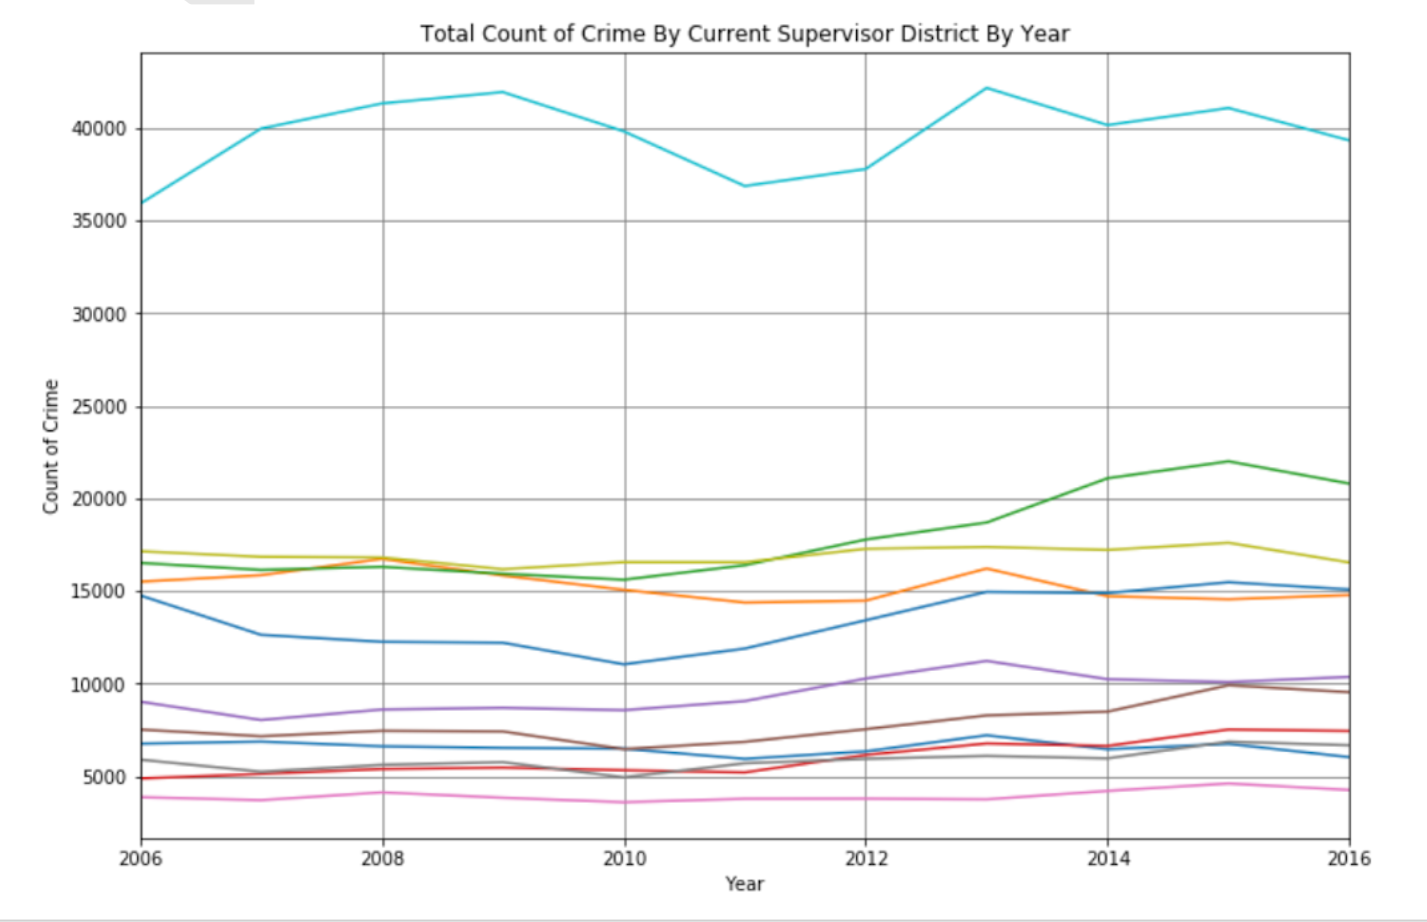 Total Count of Crime By Current Supervisor District By Year
40000
35000
30000
25000
20000
15000
10000
5000
Count of Crime
2006 2008 2010 2012 2014 2016
Year